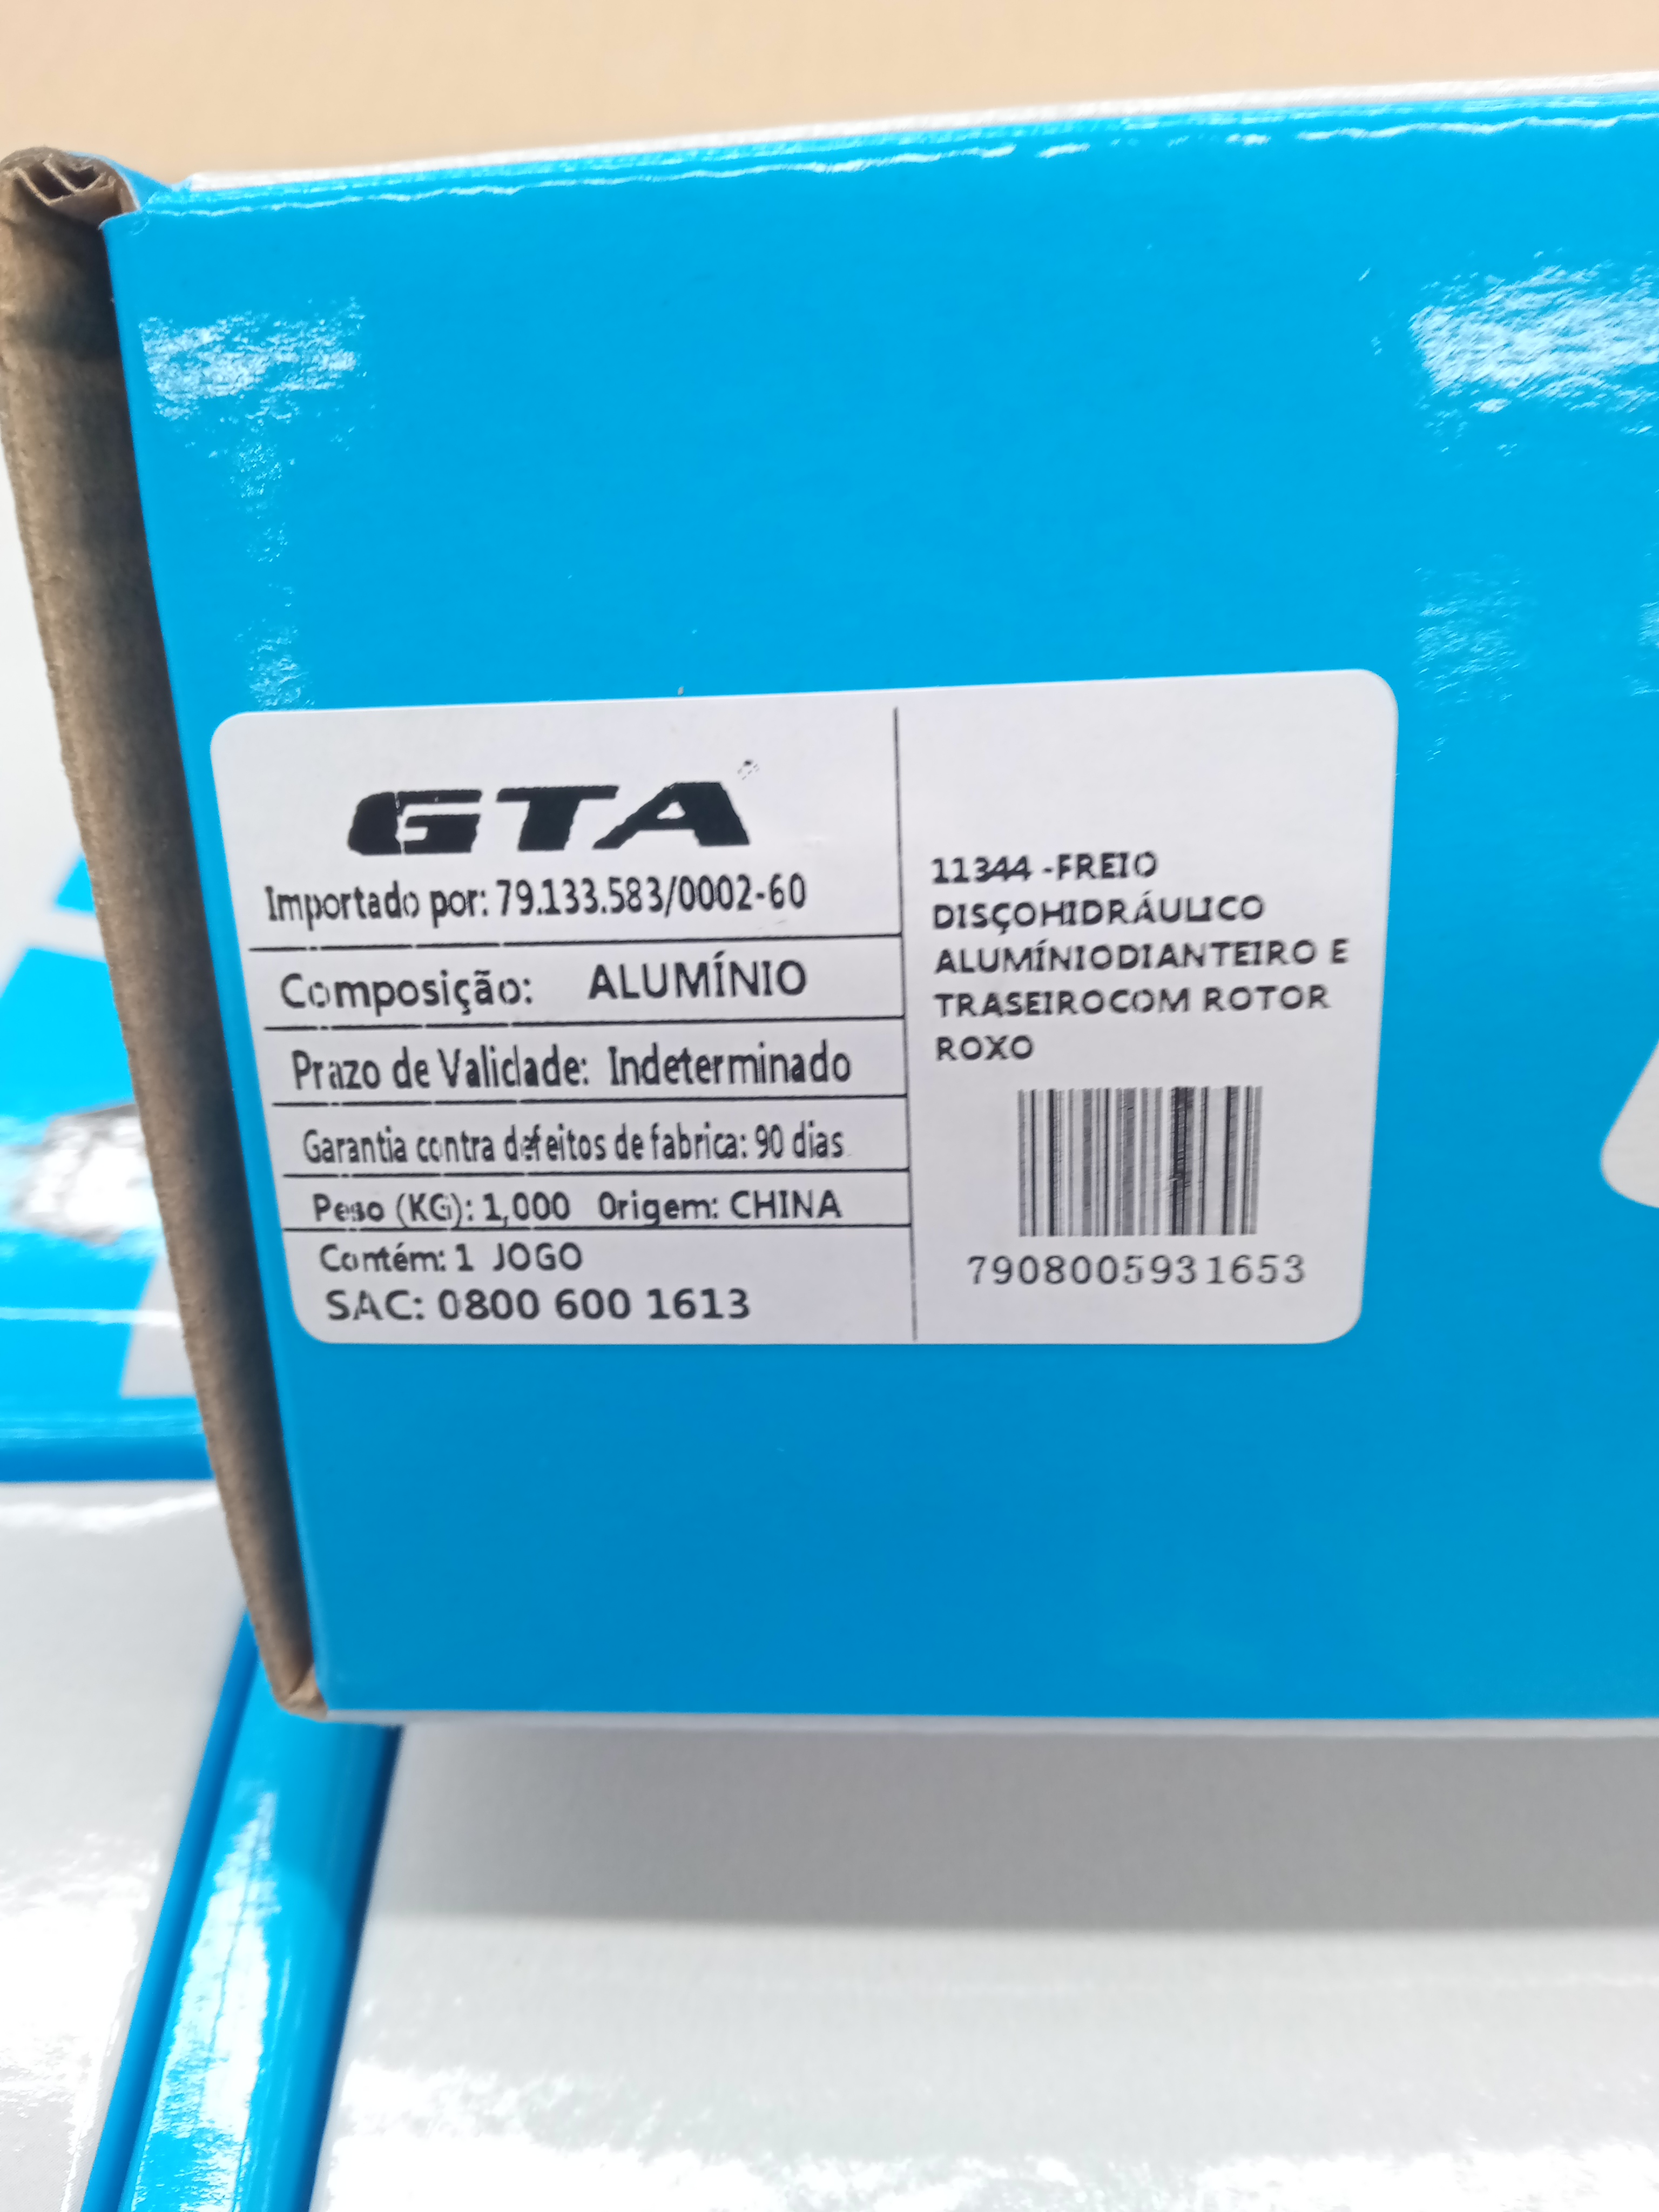 GTA
Importado por: 79.133.583/0002-60
Composição: ALUMÍNIO
Prazo de Validade: Indeterminado
Garantia contra defeitos de fabrica: 90 dias
Peso (KG): 1,000 Origem: CHINA
Contém: 1 JOGO
SAC: 0800 600 1613
11344 -FREIO
DISÇOHIDRÁULICO
ALUMÍNIODIANTEIRO E
TRASEIROCOM ROTOR
ROXO
7908005931653